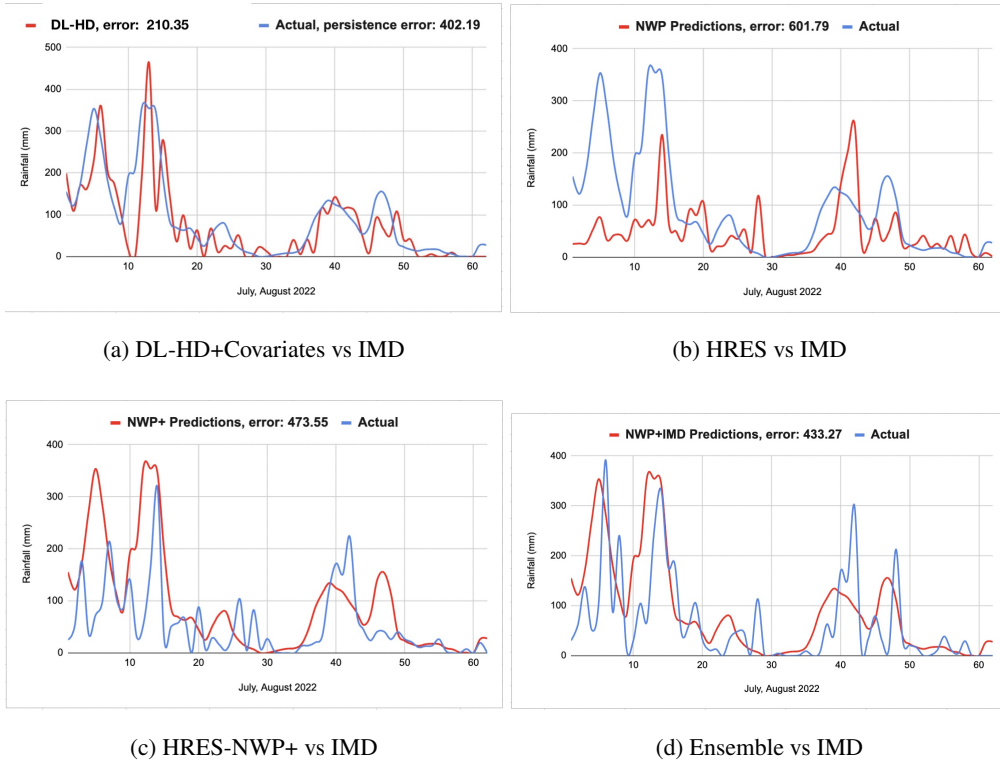 DL-HD, error: 210.35 Actual, persistence error: 402.19
500
400
300
200
100
0
Rainfall (mm)
10 20 30 40 50 60
July, August 2022
(a) DL-HD+Covariates vs IMD
NWP Predictions, error: 601.79 Actual
400
300
200
100
0
Rainfall (mm)
10 20 30 40 50 60
July, August 2022
(b) HRES vs IMD
NWP+ Predictions, error: 473.55 Actual
400
300
200
100
0
Rainfall (mm)
10 20 30 40 50 60
July, August 2022
(c) HRES-NWP+ vs IMD
NWP+IMD Predictions, error: 433.27 Actual
400
300
200
100
0
Rainfall (mm)
10 20 30 40 50 60
July, August 2022
(d) Ensemble vs IMD